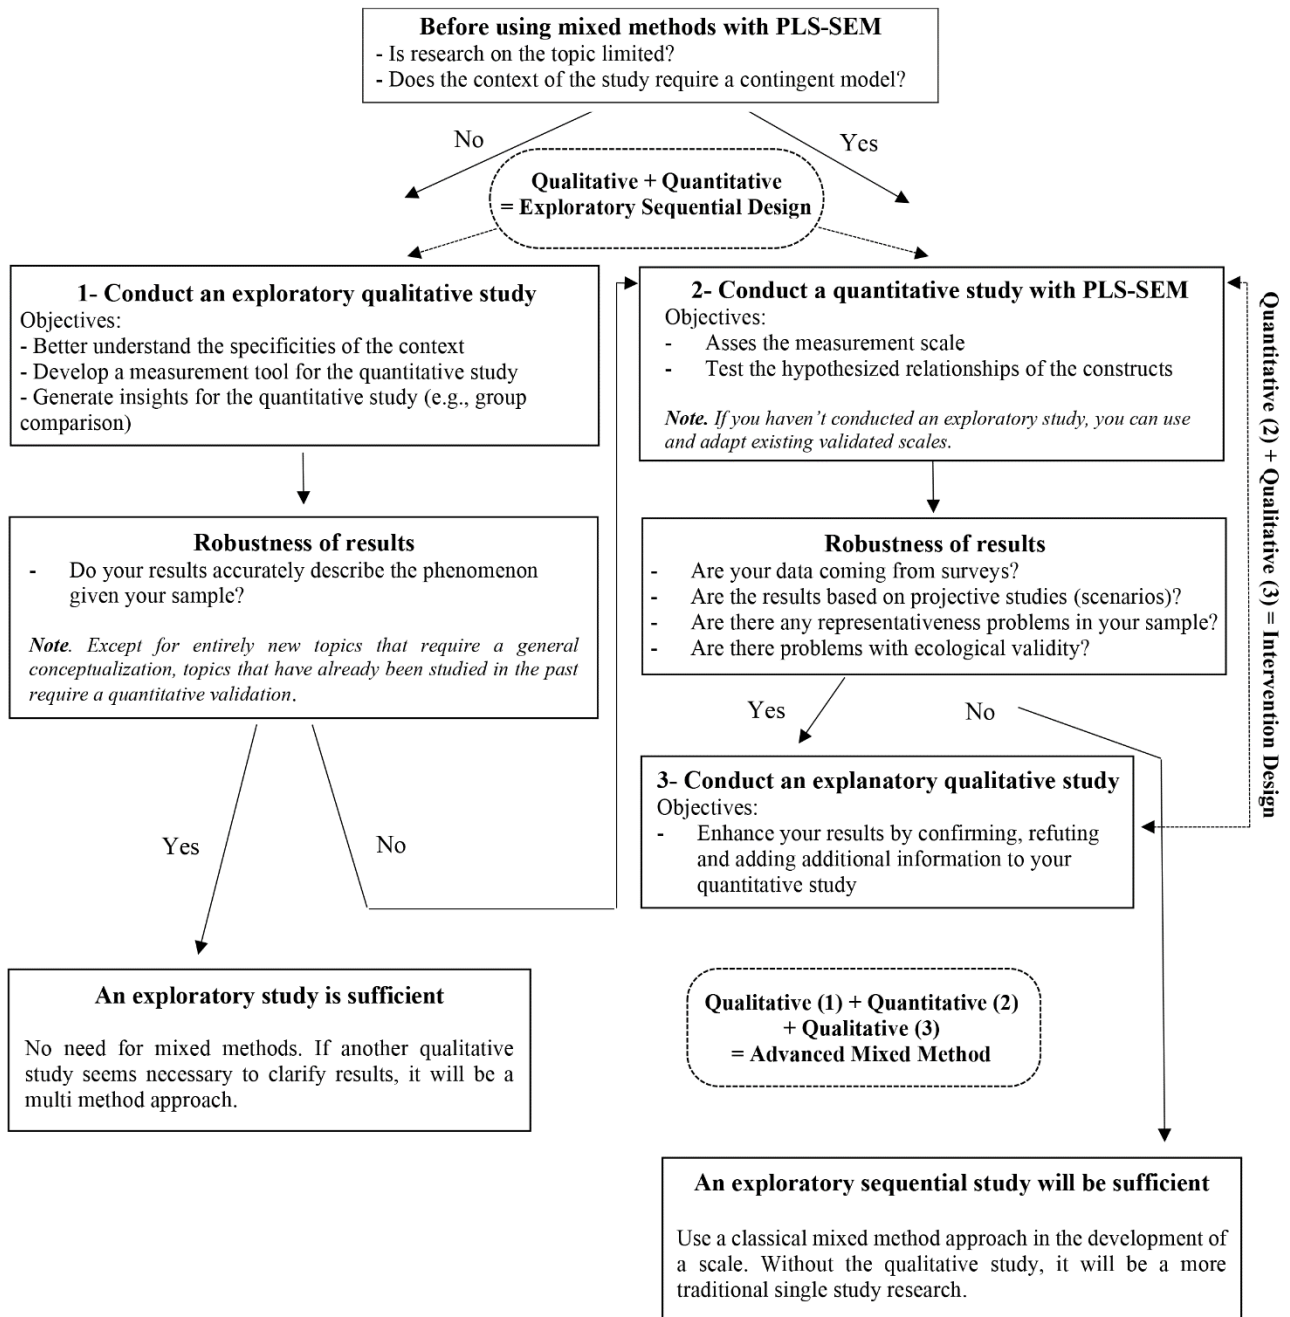 Before using mixed methods with PLS-SEM
- Is research on the topic limited?
- Does the context of the study require a contingent model?
No
Yes
Qualitative + Quantitative
= Exploratory Sequential Design
1- Conduct an exploratory qualitative study
Objectives:
- Better understand the specificities of the context
- Develop a measurement tool for the quantitative study
- Generate insights for the quantitative study (e.g., group
comparison)
2- Conduct a quantitative study with PLS-SEM
Objectives:
- Asses the measurement scale
- Test the hypothesized relationships of the constructs
Note. If you haven’t conducted an exploratory study, you can use
and adapt existing validated scales.
Quantitative (2) + Qualitative (3) = Intervention Design
Robustness of results
- Do your results accurately describe the phenomenon
given your sample?
Note. Except for entirely new topics that require a general
conceptualization, topics that have already been studied in the past
require a quantitative validation.
Robustness of results
- Are your data coming from surveys?
- Are the results based on projective studies (scenarios)?
- Are there any representativeness problems in your sample?
- Are there problems with ecological validity?
Yes
No
3- Conduct an explanatory qualitative study
Objectives:
- Enhance your results by confirming, refuting
and adding additional information to your
quantitative study
Yes
No
An exploratory study is sufficient
No need for mixed methods. If another qualitative
study seems necessary to clarify results, it will be a
multi method approach.
Qualitative (1) + Quantitative (2)
+ Qualitative (3)
= Advanced Mixed Method
An exploratory sequential study will be sufficient
Use a classical mixed method approach in the development of
a scale. Without the qualitative study, it will be a more
traditional single study research.